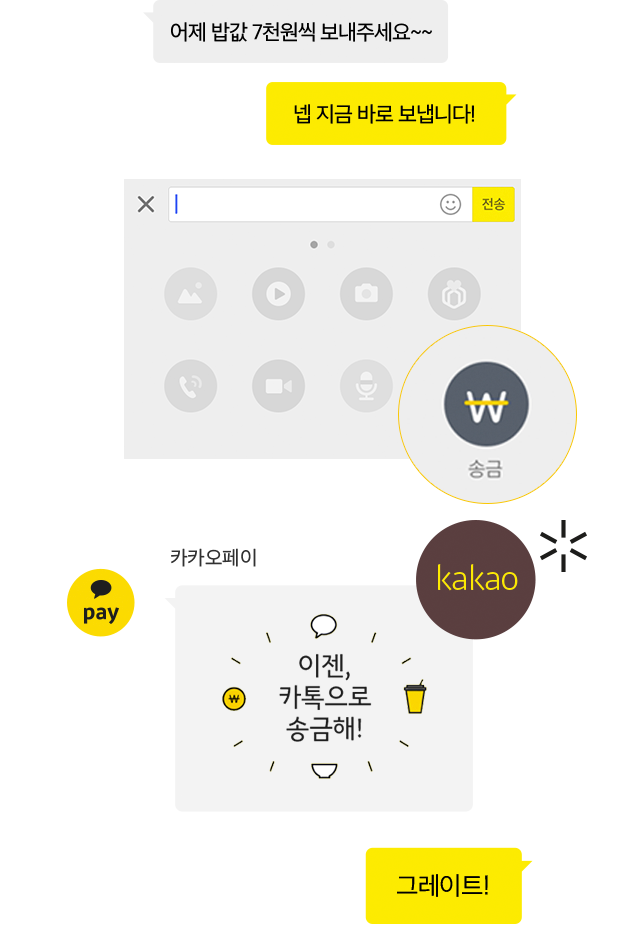 어제 밥값 7천원씩 보내주세요~~
넵 지금 바로 보냅니다!
전송
₩
송금
카카오페이
kakao
pay
이젠,
카톡으로
₩
송금해!
그레이트!